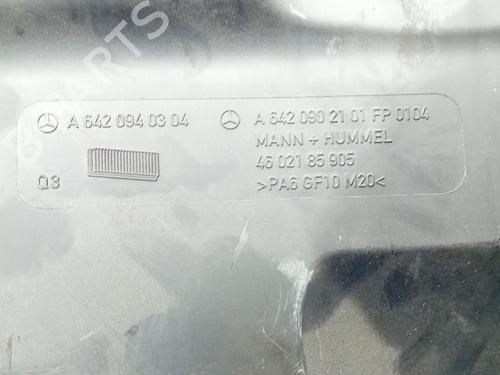 A 642 094 03 04
Q3
A 642 090 21 01 FP 0104
MANN + HUMMEL
46 021 85 905
>PA6 GF10 M20<
PARTS